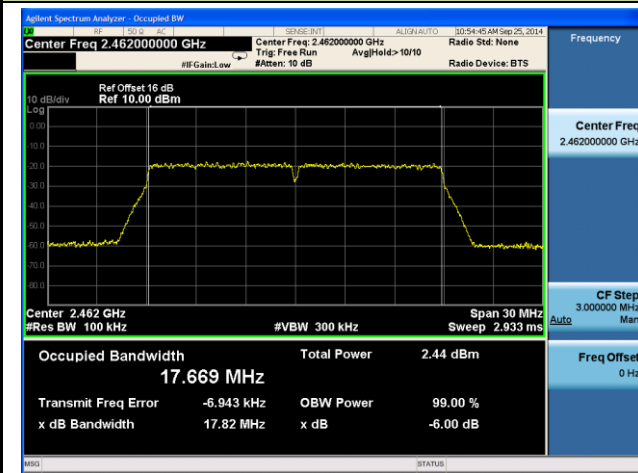 Agilent Spectrum Analyzer - Occupied BW
RF 50 Ω AC SENSE:INT ALIGNAUTO 10:54:45 AM Sep 25, 2014
Center Freq 2.462000000 GHz Center Freq: 2.462000000 GHz Radio Std: None
Trig: Free Run Avg|Hold>10/10
#IFGain:Low #Atten: 10 dB Radio Device: BTS
Ref Offset 16 dB
10 dB/div Ref 10.00 dBm
Log
0.00
-10.0
-20.0
-30.0
-40.0
-50.0
-60.0
-70.0
-80.0
Center 2.462 GHz Span 30 MHz
#Res BW 100 kHz #VBW 300 kHz Sweep 2.933 ms
Occupied Bandwidth Total Power 2.44 dBm
17.669 MHz
Transmit Freq Error -6.943 kHz OBW Power 99.00 %
x dB Bandwidth 17.82 MHz x dB -6.00 dB
MSG STATUS
Frequency
Center Freq
2.462000000 GHz
CF Step
3.000000 MHz
Auto Man
Freq Offset
0 Hz